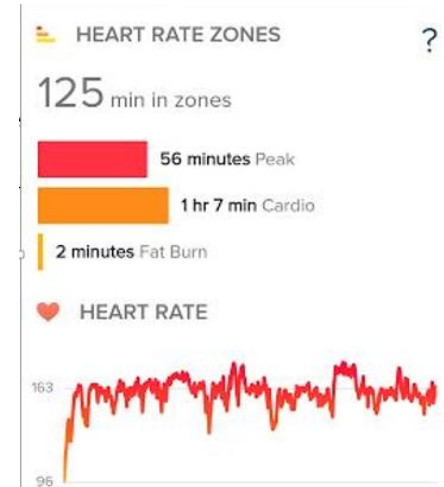 HEART RATE ZONES ?
125 min in zones
56 minutes Peak
1 hr 7 min Cardio
2 minutes Fat Burn
HEART RATE
163
96